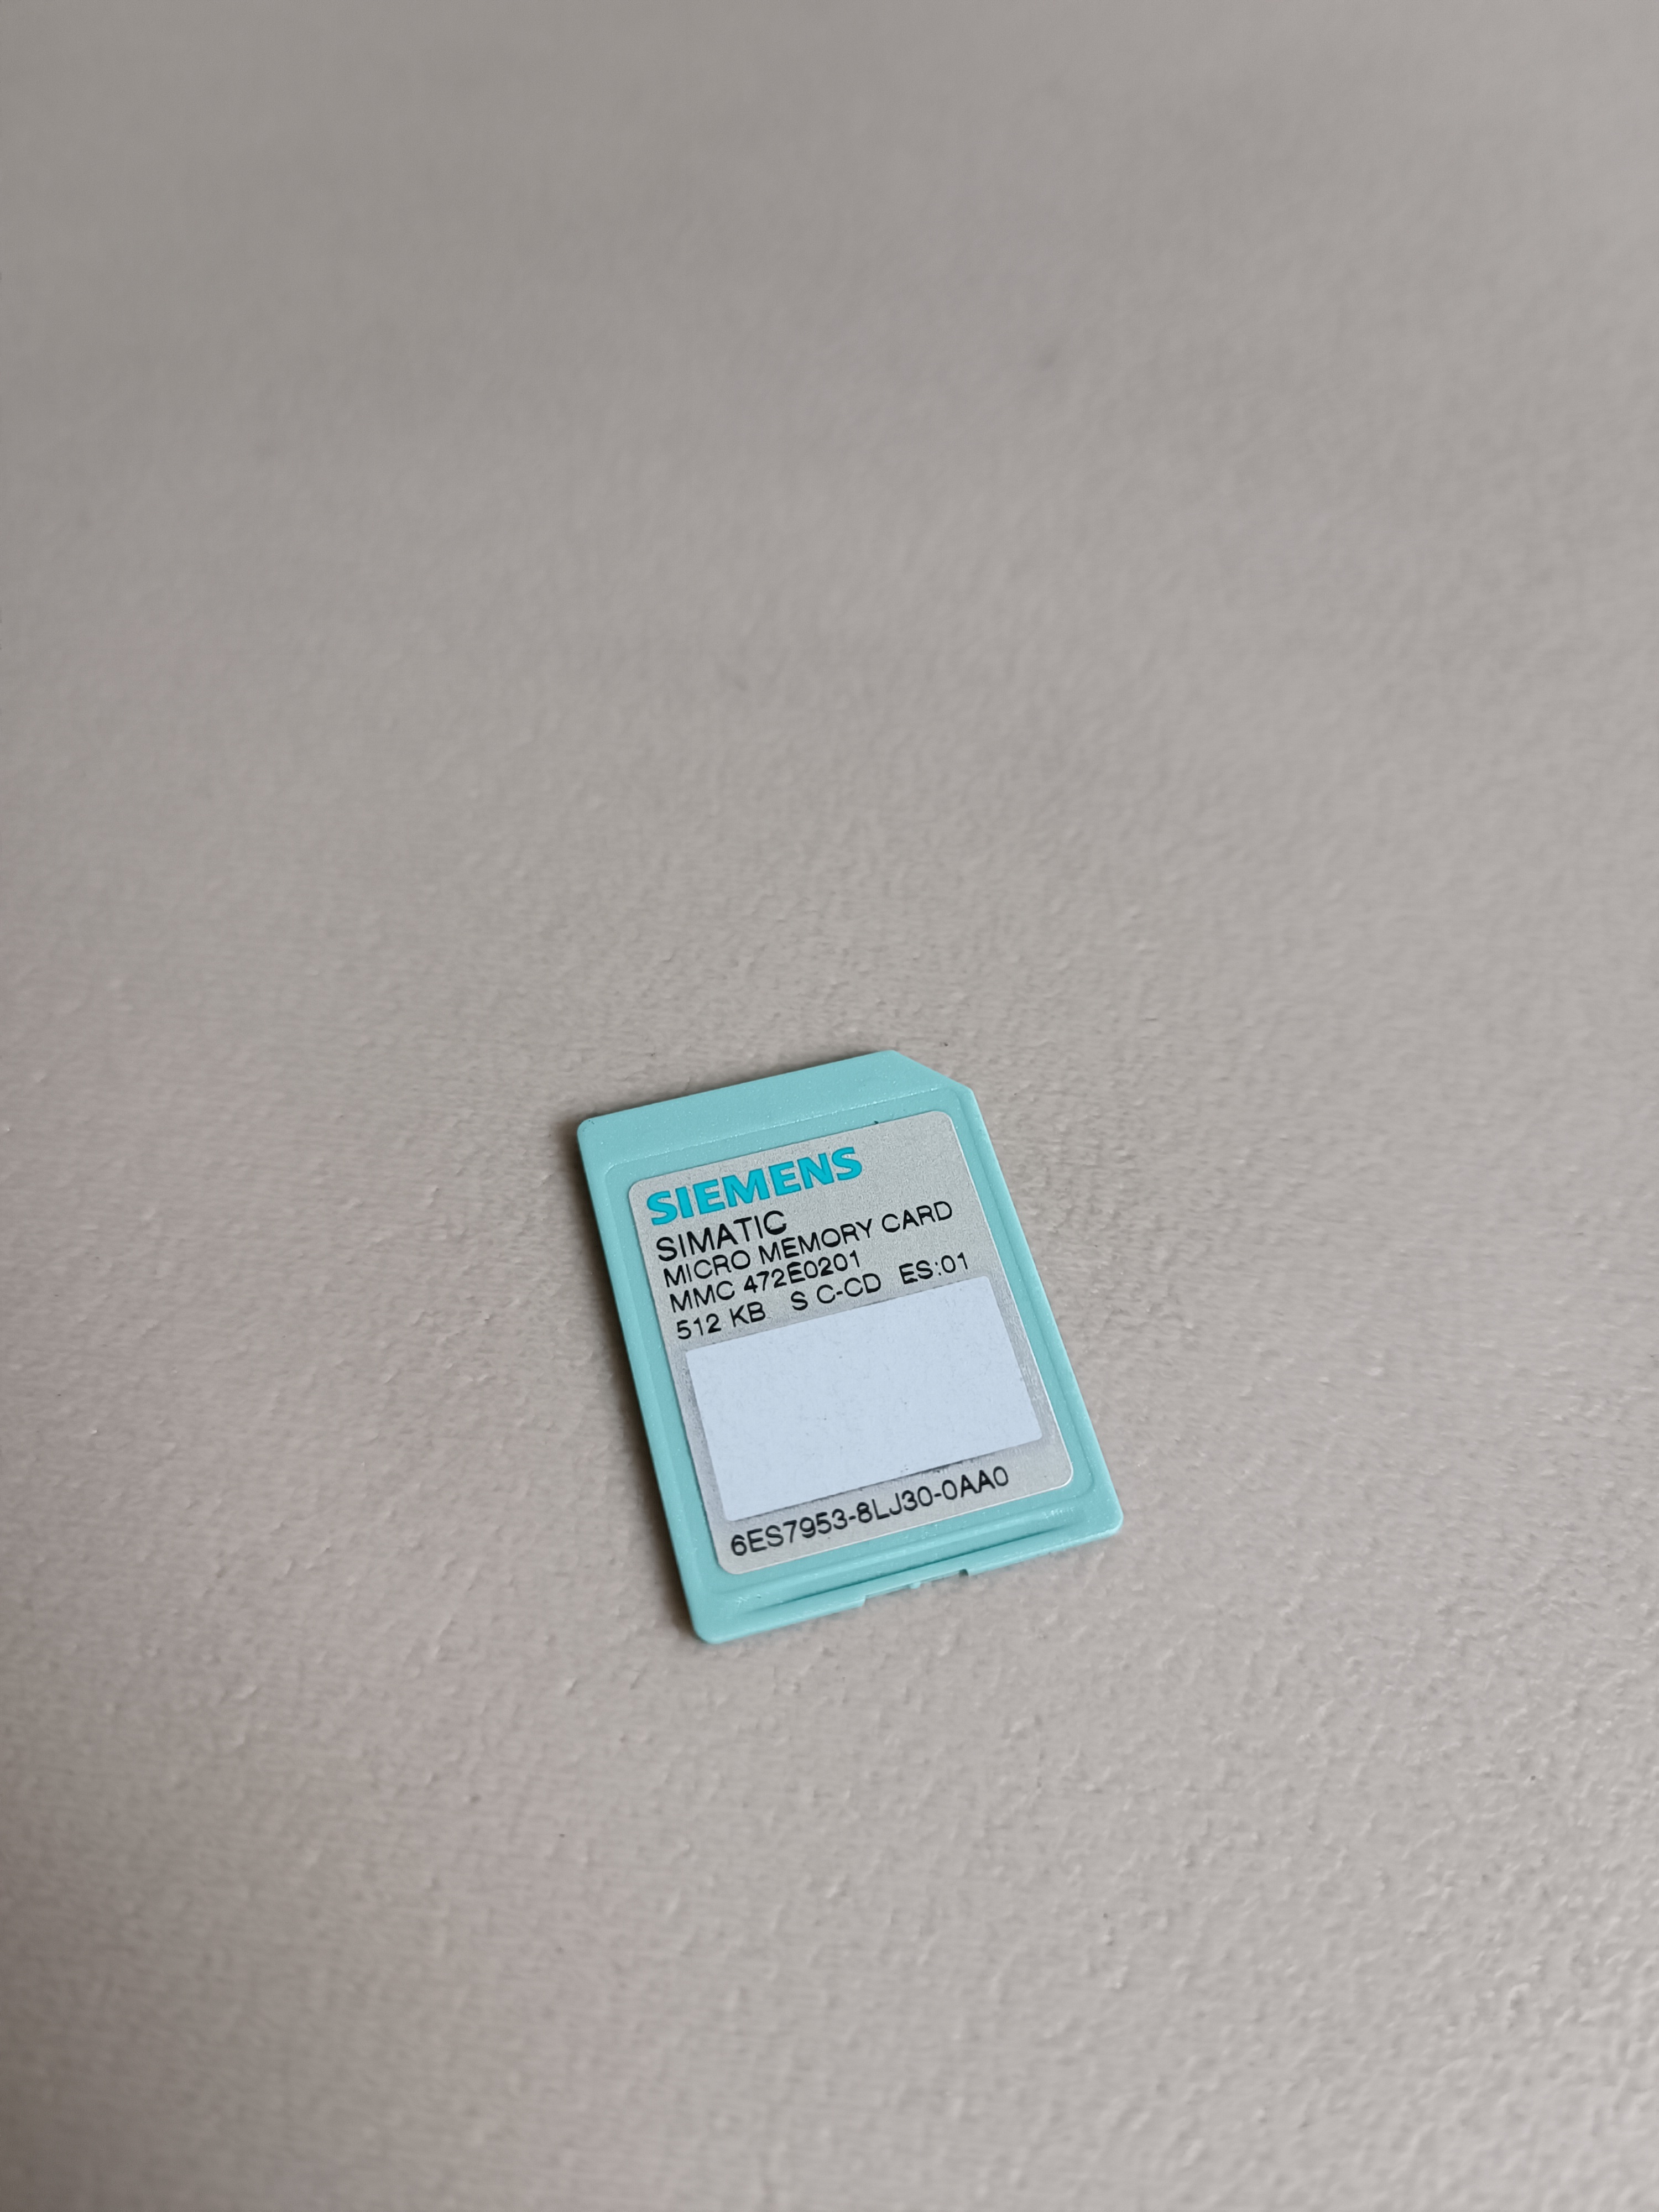 SIEMENS
SIMATIC
MICRO MEMORY CARD
MMC 472E0201
512 KB S C-CD ES:01
6ES7953-8LJ30-0AA0